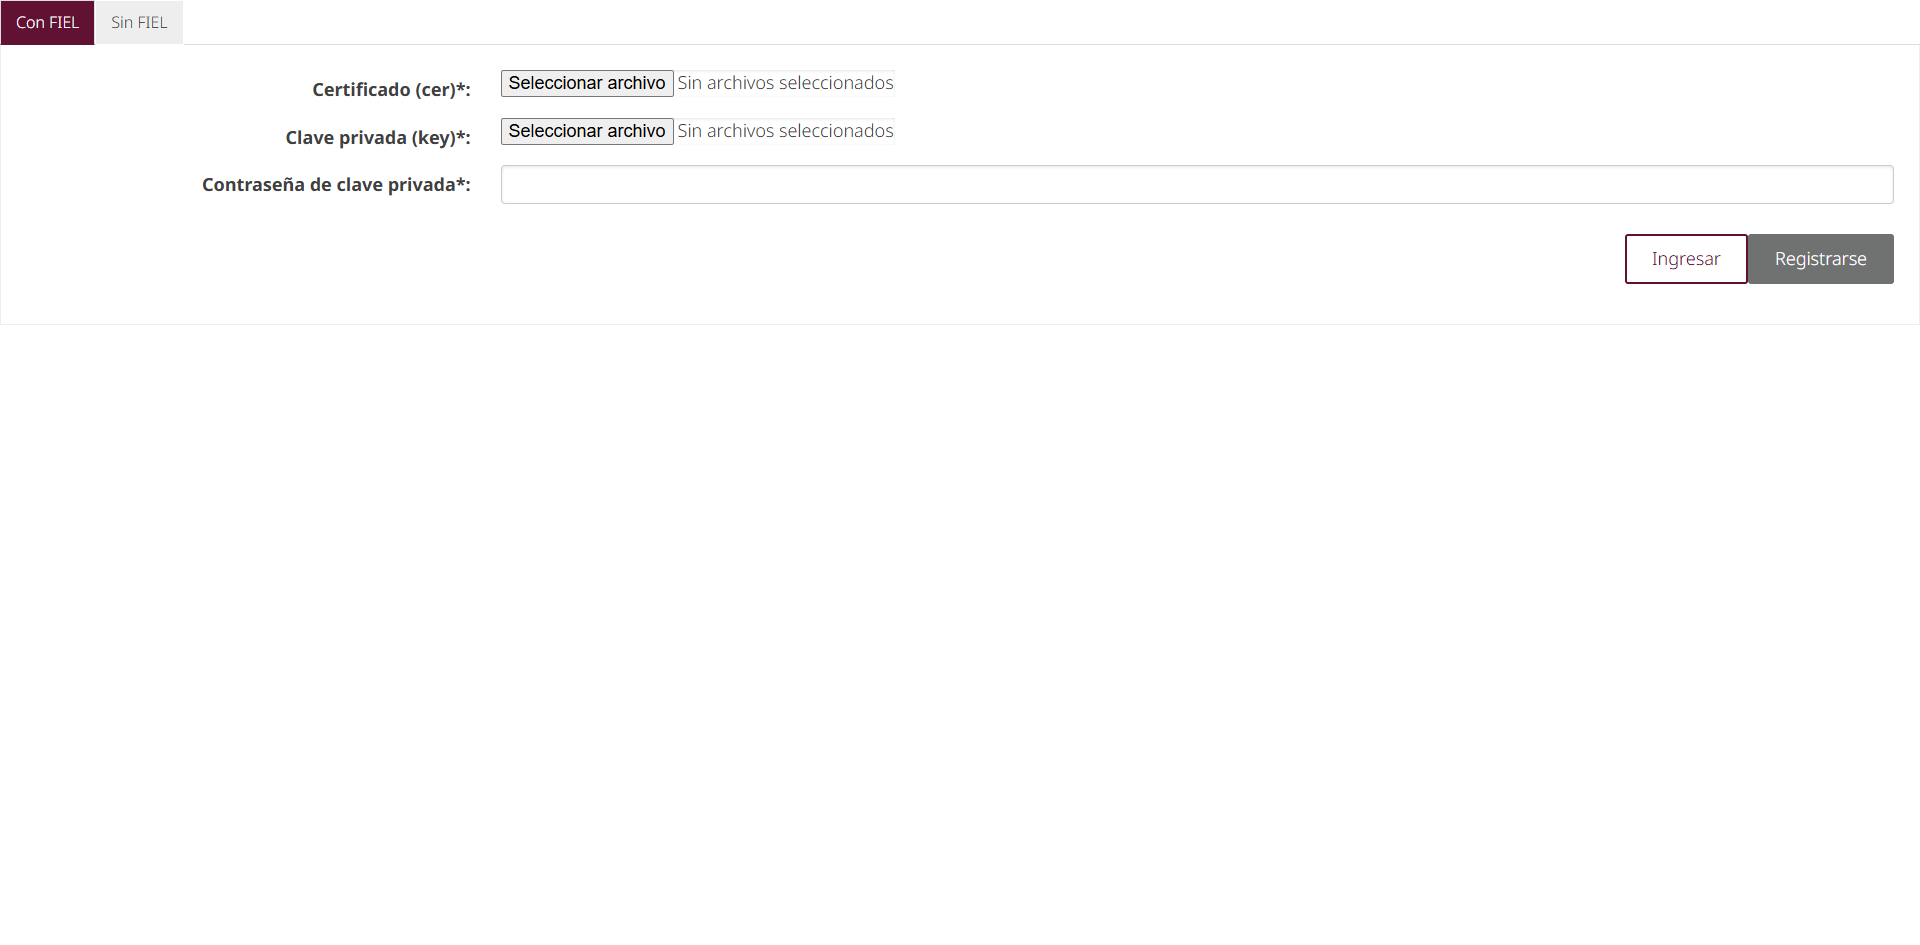 Con FIEL Sin FIEL
Certificado (cer)*: Seleccionar archivo Sin archivos seleccionados
Clave privada (key)*: Seleccionar archivo Sin archivos seleccionados
Contraseña de clave privada*:
Ingresar Registrarse